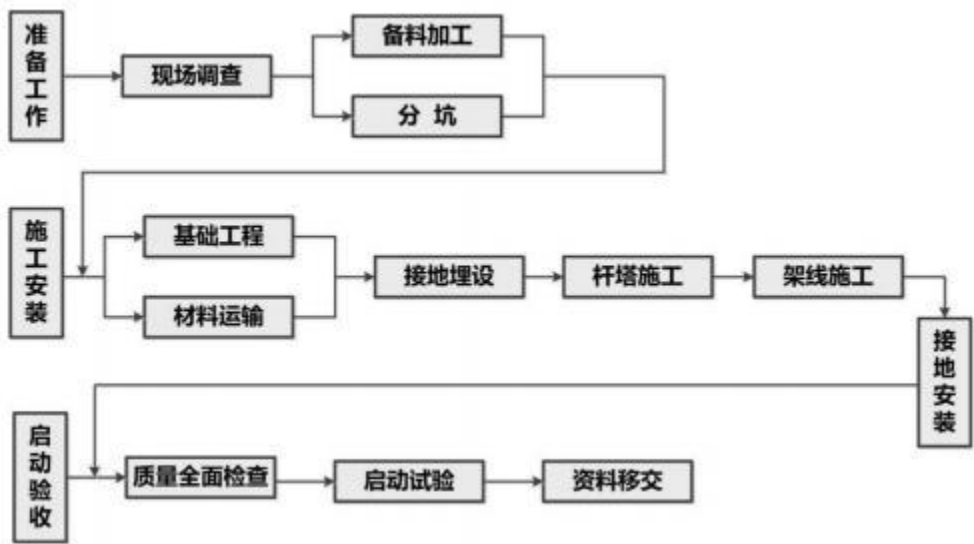 准备工作
现场调查
备料加工
分坑
施工安装
基础工程
材料运输
接地埋设
杆塔施工
架线施工
接地安装
启动验收
质量全面检查
启动试验
资料移交